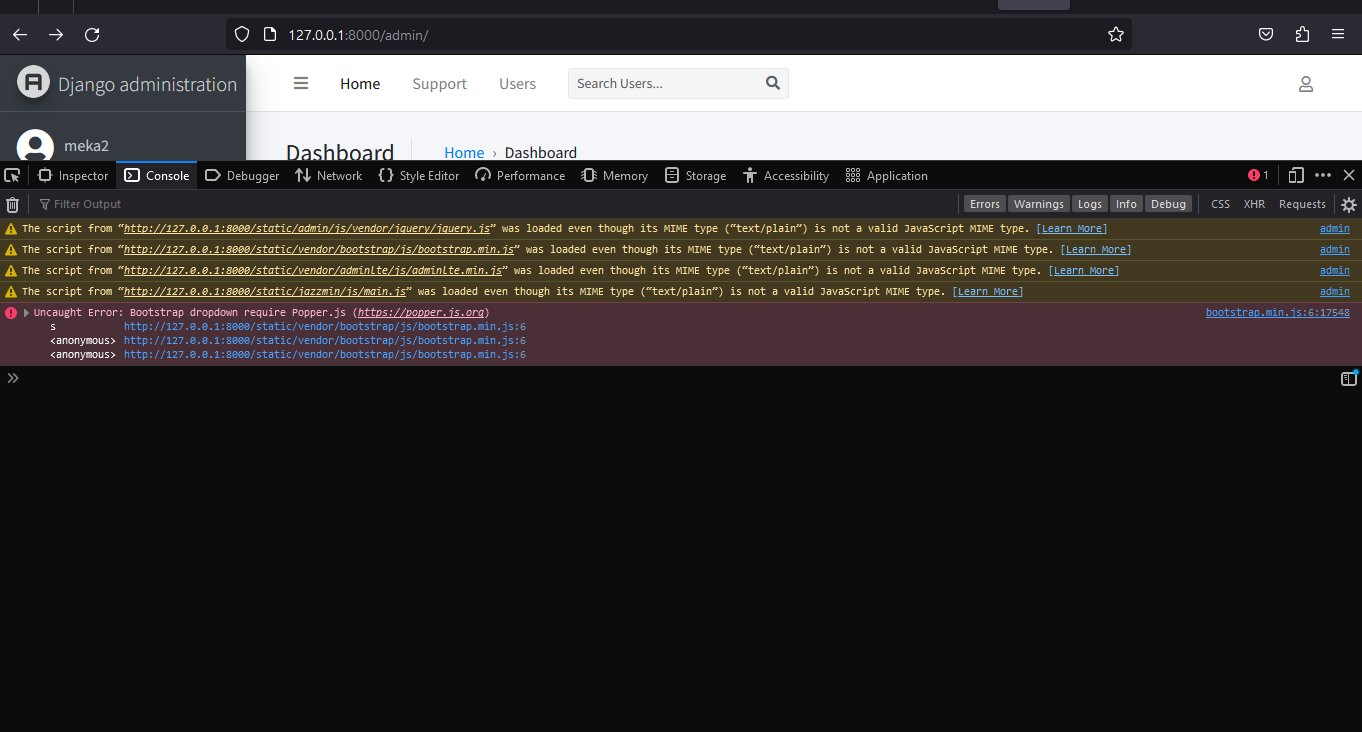 127.0.0.1:8000/admin/
Django administration Home Support Users Search Users...
meka2 Dashboard Home › Dashboard
Inspector Console Debugger Network Style Editor Performance Memory Storage Accessibility Application 1
Filter Output Errors Warnings Logs Info Debug CSS XHR Requests
The script from “http://127.0.0.1:8000/static/admin/js/vendor/jquery/jquery.js” was loaded even though its MIME type (“text/plain”) is not a valid JavaScript MIME type. [Learn More] admin
The script from “http://127.0.0.1:8000/static/vendor/bootstrap/js/bootstrap.min.js” was loaded even though its MIME type (“text/plain”) is not a valid JavaScript MIME type. [Learn More] admin
The script from “http://127.0.0.1:8000/static/vendor/adminlte/js/adminlte.min.js” was loaded even though its MIME type (“text/plain”) is not a valid JavaScript MIME type. [Learn More] admin
The script from “http://127.0.0.1:8000/static/jazzmin/js/main.js” was loaded even though its MIME type (“text/plain”) is not a valid JavaScript MIME type. [Learn More] admin
Uncaught Error: Bootstrap dropdown require Popper.js (https://popper.js.org) bootstrap.min.js:6:17548
s http://127.0.0.1:8000/static/vendor/bootstrap/js/bootstrap.min.js:6
<anonymous> http://127.0.0.1:8000/static/vendor/bootstrap/js/bootstrap.min.js:6
<anonymous> http://127.0.0.1:8000/static/vendor/bootstrap/js/bootstrap.min.js:6